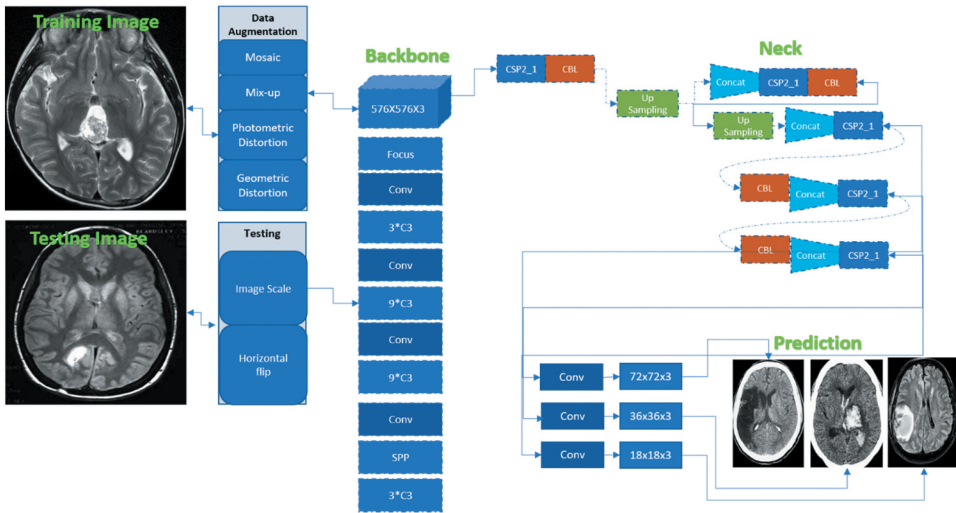 Training Image
Data
Augmentation
Mosaic
Mix-up
Photometric
Distortion
Geometric
Distortion
Testing Image
Testing
Image Scale
Horizontal
flip
Backbone
576X576X3
Focus
Conv
3*C3
Conv
9*C3
Conv
9*C3
Conv
SPP
3*C3
Neck
CSP2_1
CBL
Up
Sampling
Concat
CSP2_1
CBL
Up
Sampling
Concat
CSP2_1
CBL
Concat
CSP2_1
CBL
Concat
CSP2_1
Prediction
Conv
72x72x3
Conv
36x36x3
Conv
18x18x3